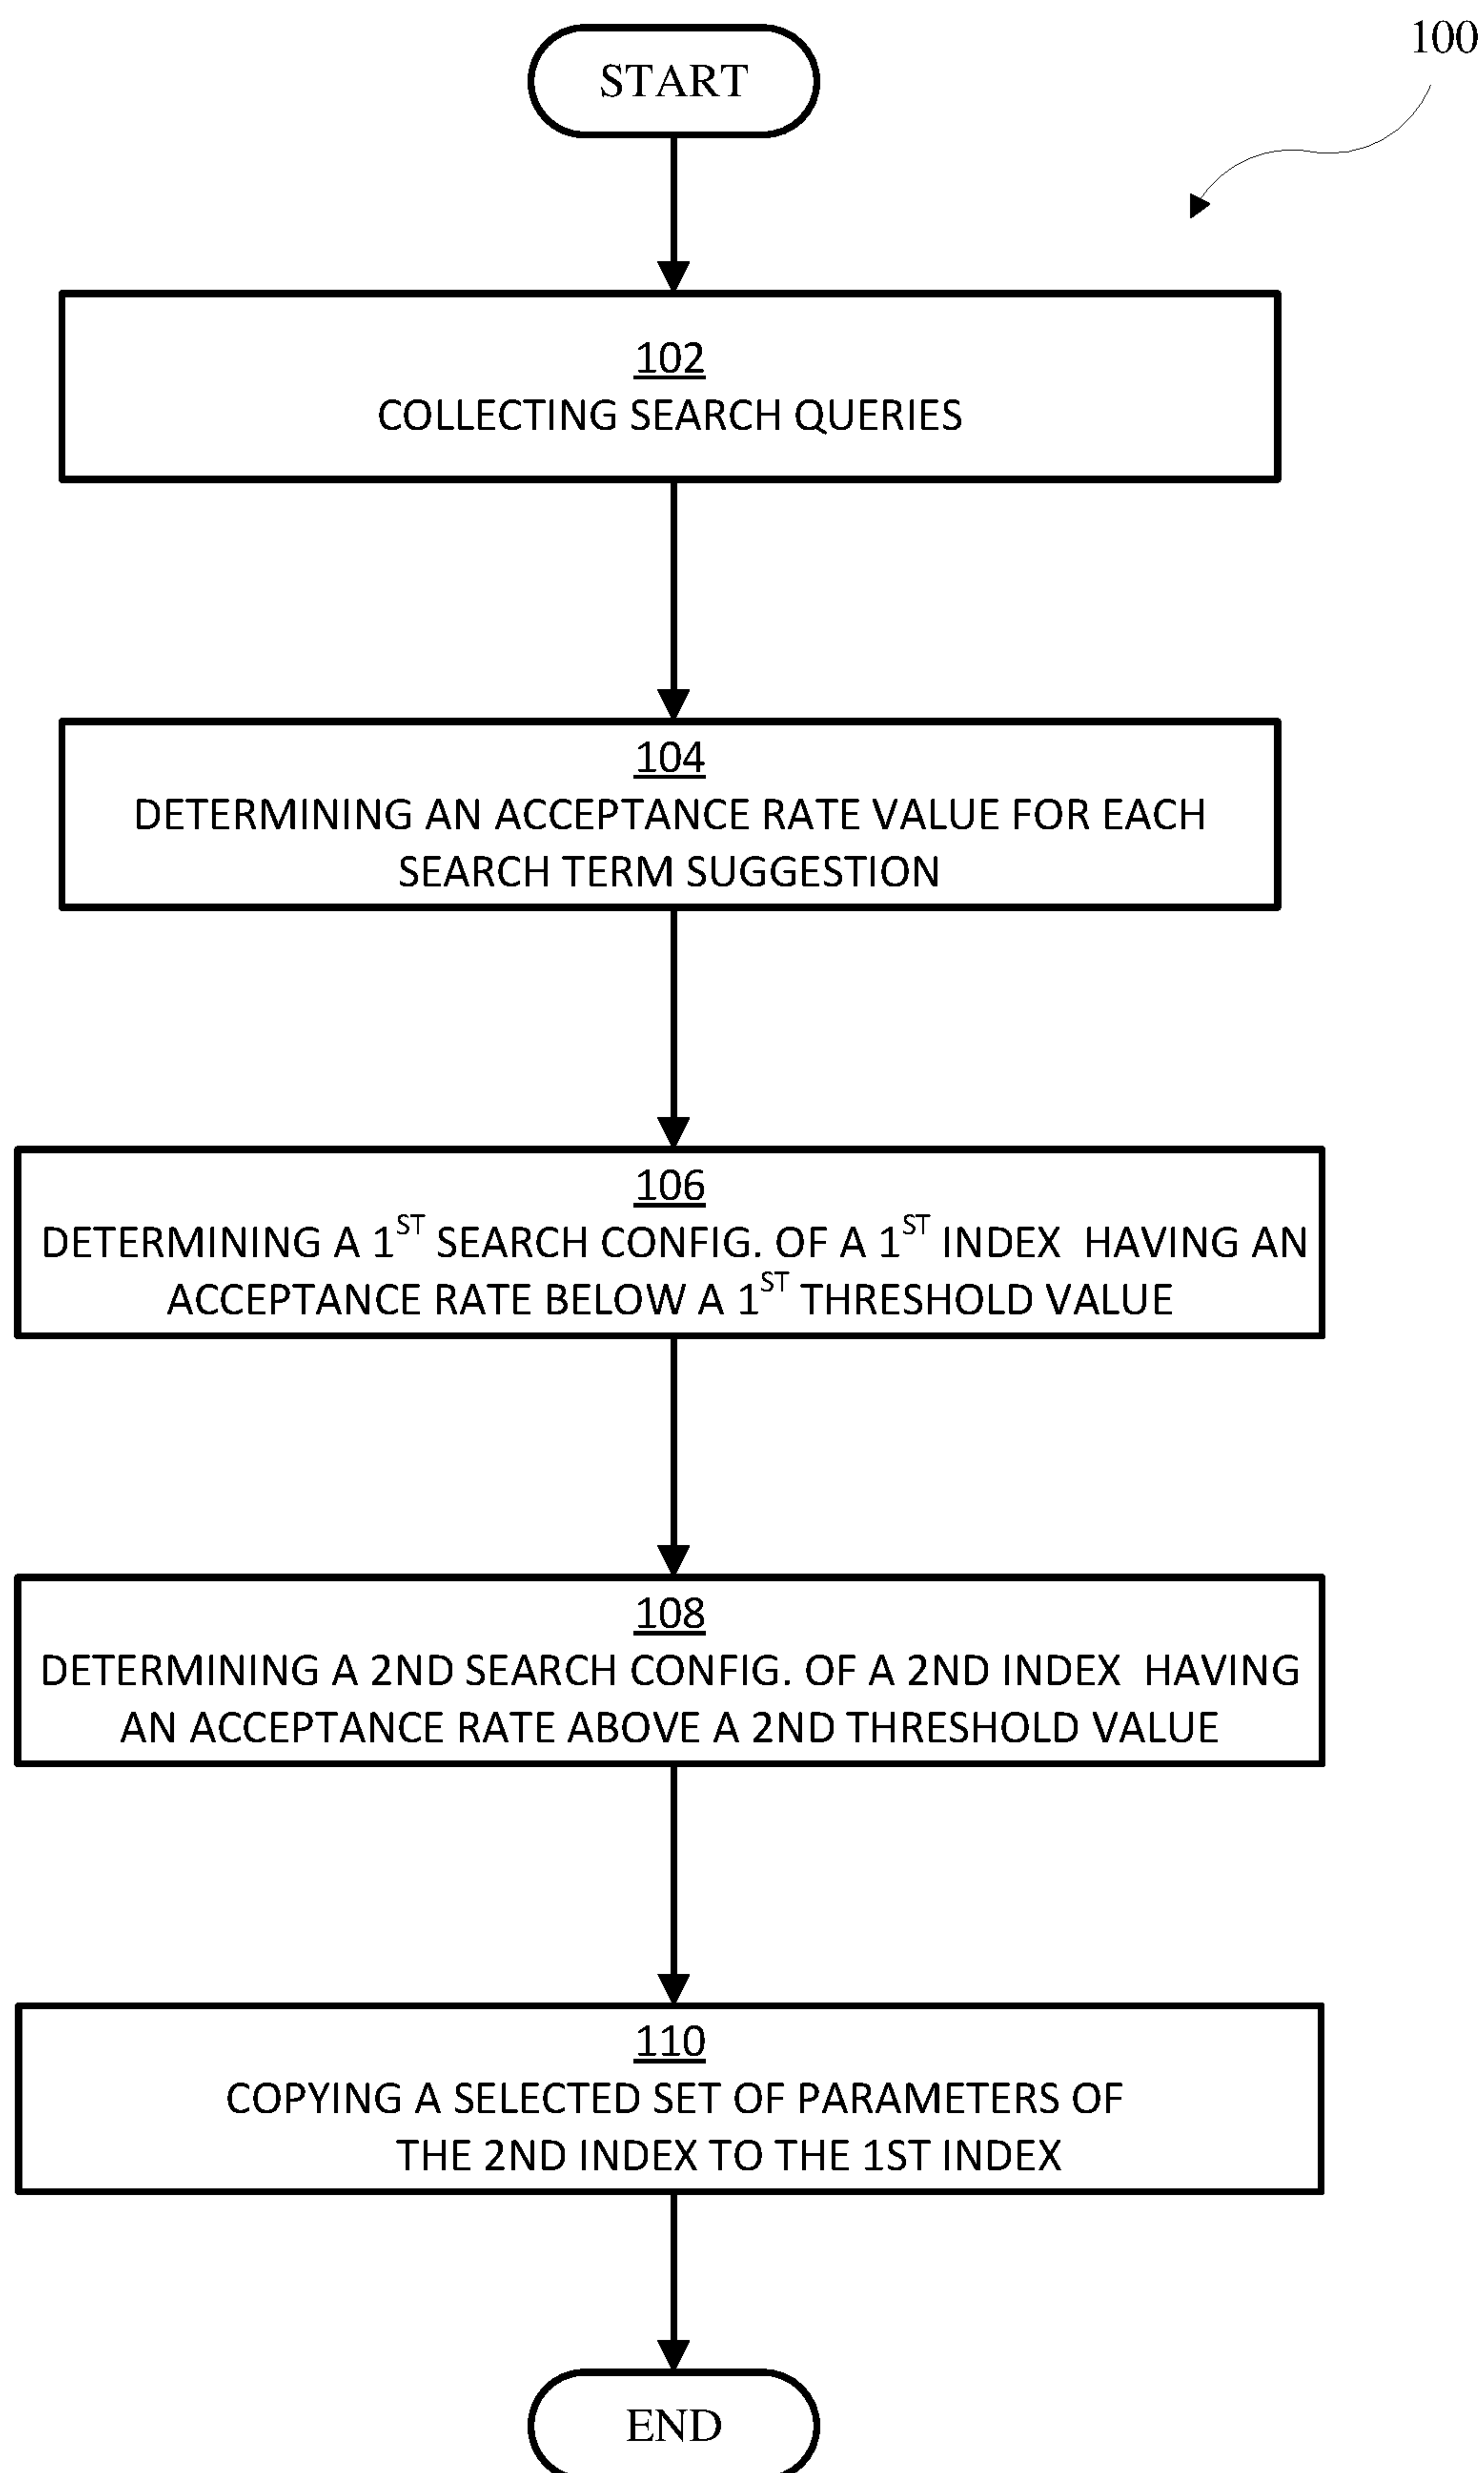 START
100
102
COLLECTING SEARCH QUERIES
104
DETERMINING AN ACCEPTANCE RATE VALUE FOR EACH
SEARCH TERM SUGGESTION
106
DETERMINING A 1ST SEARCH CONFIG. OF A 1ST INDEX HAVING AN
ACCEPTANCE RATE BELOW A 1ST THRESHOLD VALUE
108
DETERMINING A 2ND SEARCH CONFIG. OF A 2ND INDEX HAVING
AN ACCEPTANCE RATE ABOVE A 2ND THRESHOLD VALUE
110
COPYING A SELECTED SET OF PARAMETERS OF
THE 2ND INDEX TO THE 1ST INDEX
END